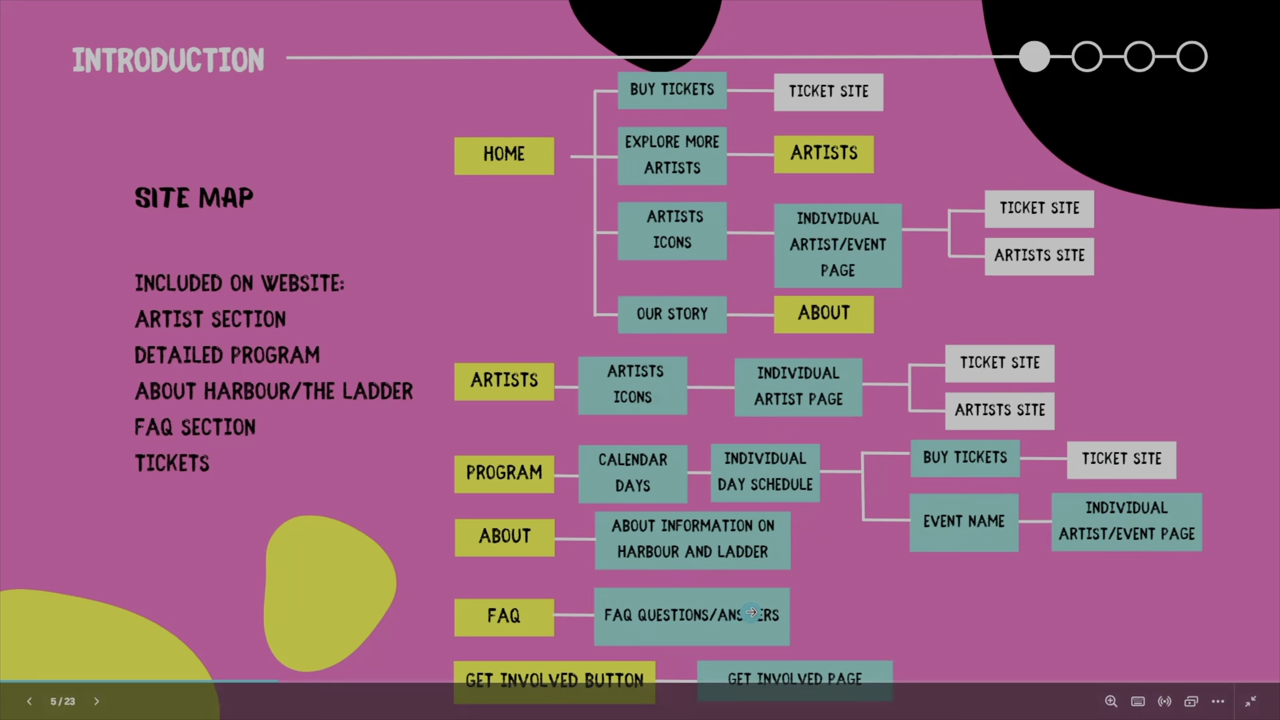 INTRODUCTION
SITE MAP
INCLUDED ON WEBSITE:
ARTIST SECTION
DETAILED PROGRAM
ABOUT HARBOUR/THE LADDER
FAQ SECTION
TICKETS
HOME
BUY TICKETS
TICKET SITE
EXPLORE MORE
ARTISTS
ARTISTS
ARTISTS
ICONS
INDIVIDUAL
ARTIST/EVENT
PAGE
TICKET SITE
ARTISTS SITE
OUR STORY
ABOUT
ARTISTS
ARTISTS
ICONS
INDIVIDUAL
ARTIST PAGE
TICKET SITE
ARTISTS SITE
PROGRAM
CALENDAR
DAYS
INDIVIDUAL
DAY SCHEDULE
BUY TICKETS
TICKET SITE
EVENT NAME
INDIVIDUAL
ARTIST/EVENT PAGE
ABOUT
ABOUT INFORMATION ON
HARBOUR AND LADDER
FAQ
FAQ QUESTIONS/ANSWERS
GET INVOLVED BUTTON
GET INVOLVED PAGE
5/23